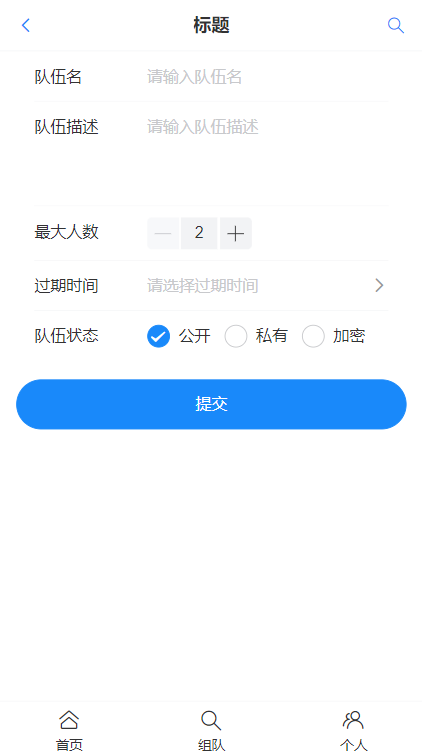 标题
队伍名 请输入队伍名
队伍描述 请输入队伍描述
最大人数 2
过期时间 请选择过期时间
队伍状态 公开 私有 加密
提交
首页 组队 个人